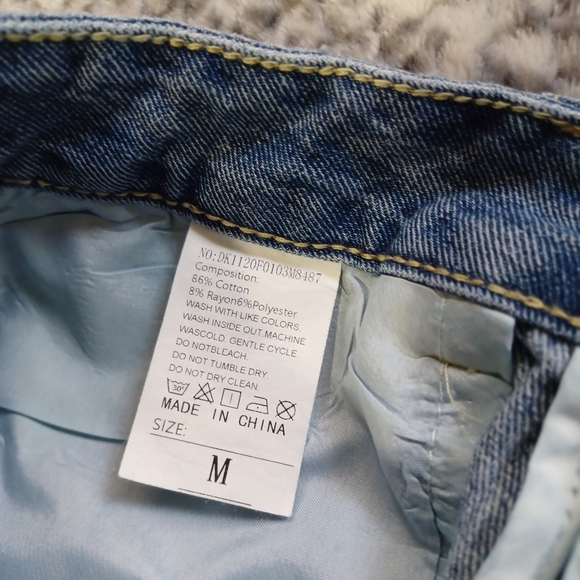 NO:DK1120F0103M8487
Composition:
86% Cotton
8% Rayon6%Polyester
WASH WITH LIKE COLORS.
WASH INSIDE OUT.MACHINE
WASCOLD. GENTLE CYCLE.
DO NOTBLEACH.
DO NOT TUMBLE DRY
DO NOT DRY CLEAN.
30°
MADE IN CHINA
SIZE:
M